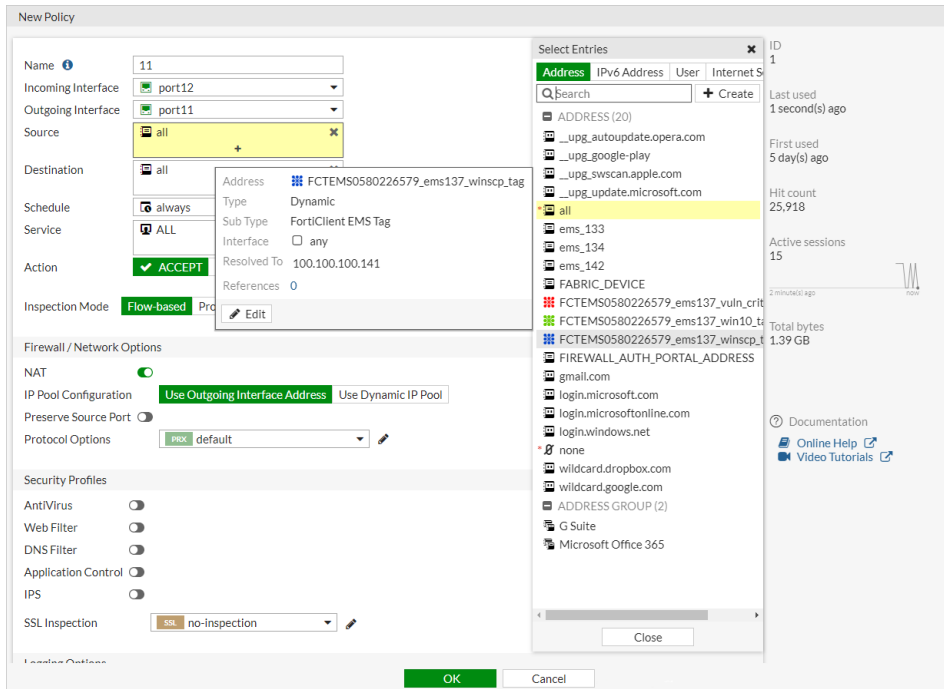 New Policy
Name
11
Incoming Interface
port12
Outgoing Interface
port11
Source
all
+
Destination
all
Schedule
always
Service
ALL
Action
ACCEPT
Inspection Mode
Flow-based
Pro
Address
FCTEMS0580226579_ems137_winscp_tag
Type
Dynamic
Sub Type
FortiClient EMS Tag
Interface
any
Resolved To
100.100.100.141
References
0
Edit
Firewall / Network Options
NAT
IP Pool Configuration
Use Outgoing Interface Address
Use Dynamic IP Pool
Preserve Source Port
Protocol Options
PRX
default
Security Profiles
AntiVirus
Web Filter
DNS Filter
Application Control
IPS
SSL Inspection
SSL
no-inspection
Logging Options
OK
Cancel
Select Entries
Address
IPv6 Address
User
Internet S
Search
+ Create
ADDRESS (20)
__upg_autoupdate.opera.com
__upg_google-play
__upg_swscan.apple.com
__upg_update.microsoft.com
* all
ems_133
ems_134
ems_142
FABRIC_DEVICE
FCTEMS0580226579_ems137_vuln_crit
FCTEMS0580226579_ems137_win10_ta
FCTEMS0580226579_ems137_winscp_t
FIREWALL_AUTH_PORTAL_ADDRESS
gmail.com
login.microsoft.com
login.microsoftonline.com
login.windows.net
* none
wildcard.dropbox.com
wildcard.google.com
ADDRESS GROUP (2)
G Suite
Microsoft Office 365
Close
ID
1
Last used
1 second(s) ago
First used
5 day(s) ago
Hit count
25,918
Active sessions
15
2 minute(s) ago
now
Total bytes
1.39 GB
Documentation
Online Help
Video Tutorials